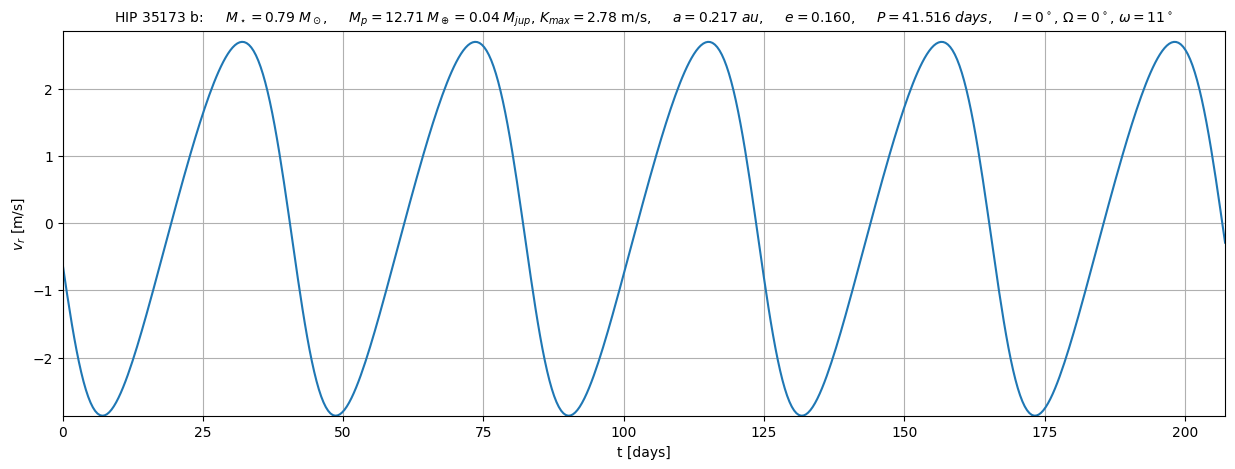 HIP 35173 b: M⋆ = 0.79 M⊙, Mp = 12.71 M⊕ = 0.04 Mjup, Kmax = 2.78 m/s, a = 0.217 au, e = 0.160, P = 41.516 days, I = 0°, Ω = 0°, ω = 11°
2
1
0
−1
−2
vr [m/s]
0 25 50 75 100 125 150 175 200
t [days]